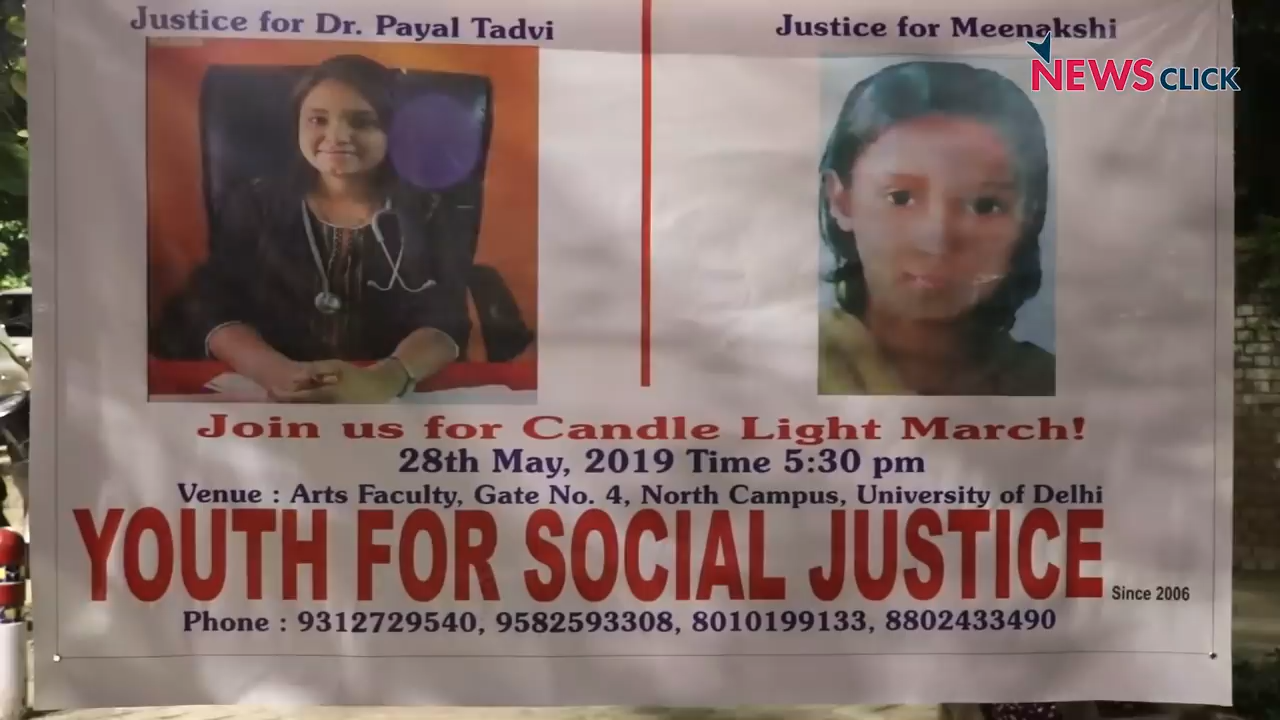 Justice for Dr. Payal Tadvi
Justice for Meenakshi
NEWSCLICK
Join us for Candle Light March!
28th May, 2019 Time 5:30 pm
Venue : Arts Faculty, Gate No. 4, North Campus, University of Delhi
YOUTH FOR SOCIAL JUSTICE
Since 2006
Phone : 9312729540, 9582593308, 8010199133, 8802433490